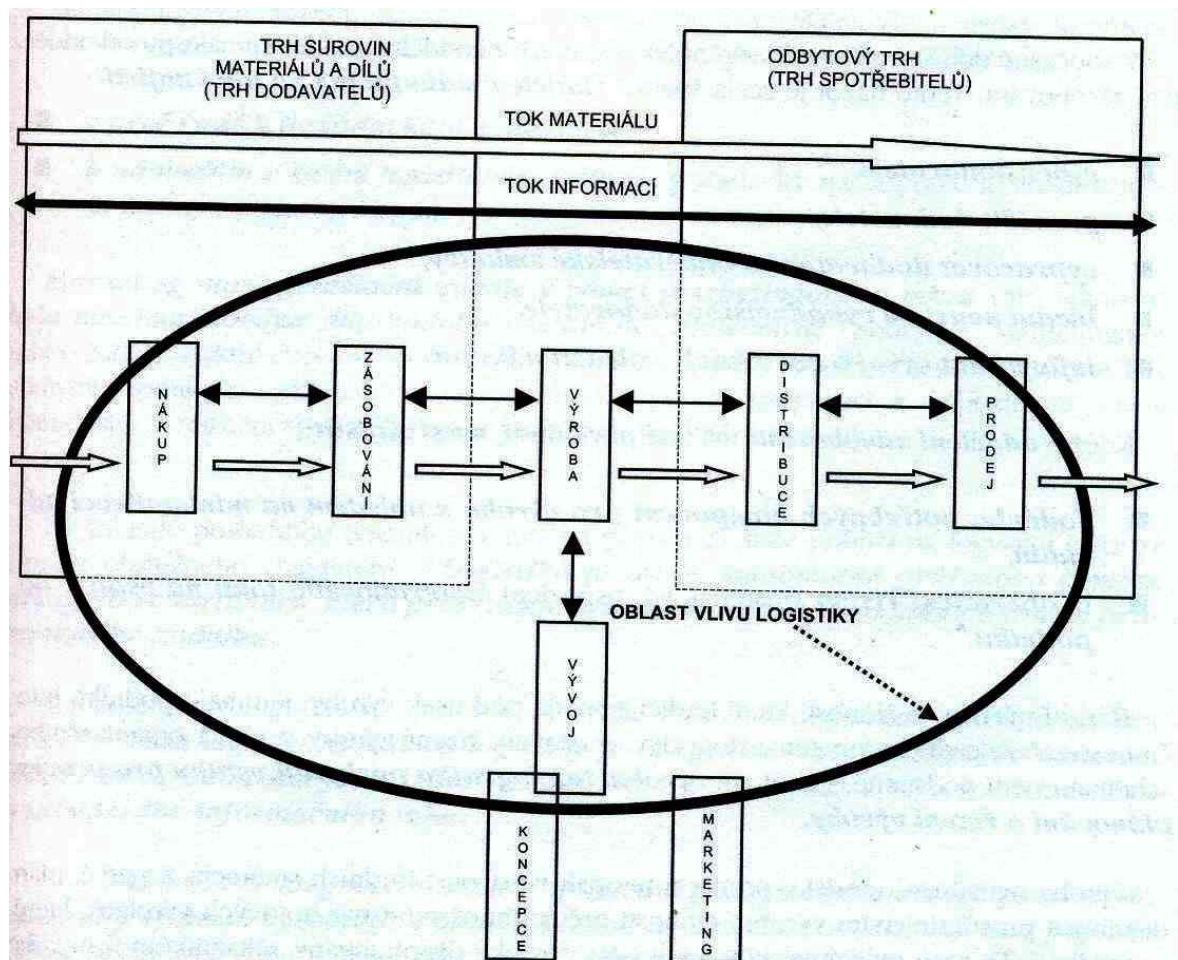 TRH SUROVIN
MATERIÁLŮ A DÍLŮ
(TRH DODAVATELŮ)
ODBYTOVÝ TRH
(TRH SPOTŘEBITELŮ)
TOK MATERIÁLU
TOK INFORMACÍ
NÁKUP
ZÁSOBOVÁNÍ
VÝROBA
DISTRIBUCE
PRODEJ
OBLAST VLIVU LOGISTIKY
VÝVOJ
KONCEPCE
MARKETING